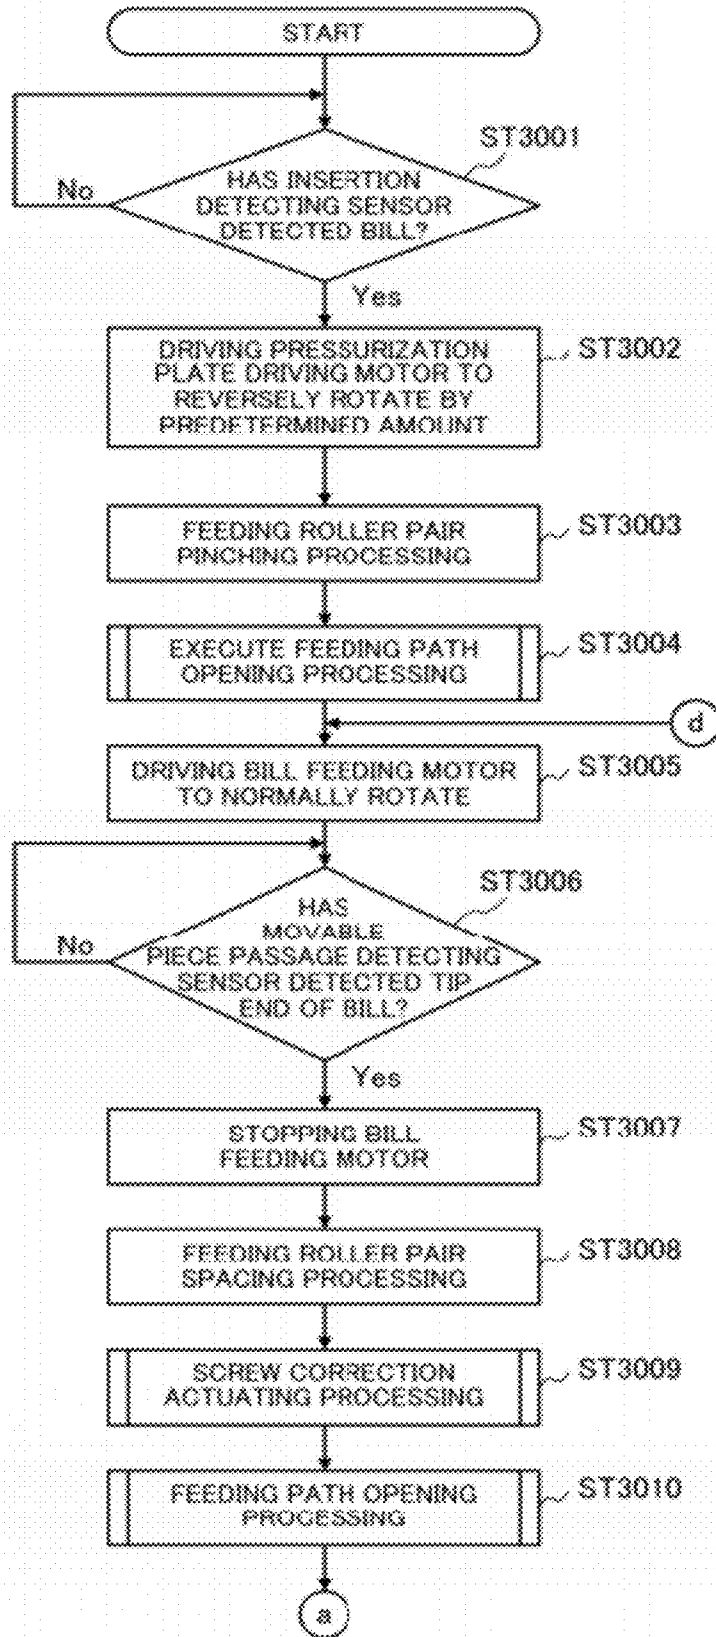 START
ST3001
HAS INSERTION
DETECTING SENSOR
DETECTED BILL?
No
Yes
DRIVING PRESSURIZATION
PLATE DRIVING MOTOR TO
REVERSELY ROTATE BY
PREDETERMINED AMOUNT
ST3002
FEEDING ROLLER PAIR
PINCHING PROCESSING
ST3003
EXECUTE FEEDING PATH
OPENING PROCESSING
ST3004
d
DRIVING BILL FEEDING MOTOR
TO NORMALLY ROTATE
ST3005
ST3006
HAS
MOVABLE
PIECE PASSAGE DETECTING
SENSOR DETECTED TIP
END OF BILL?
No
Yes
STOPPING BILL
FEEDING MOTOR
ST3007
FEEDING ROLLER PAIR
SPACING PROCESSING
ST3008
SCREW CORRECTION
ACTUATING PROCESSING
ST3009
FEEDING PATH OPENING
PROCESSING
ST3010
a